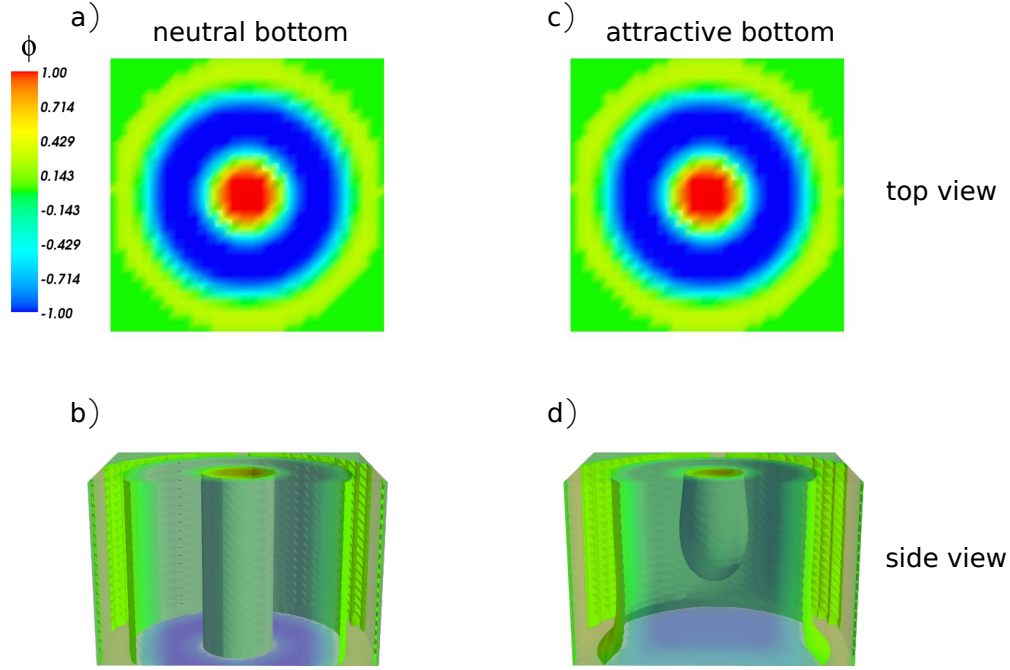 a)
neutral bottom
c)
attractive bottom
ϕ
1.00
0.714
0.429
0.143
-0.143
-0.429
-0.714
-1.00
top view
b)
d)
side view